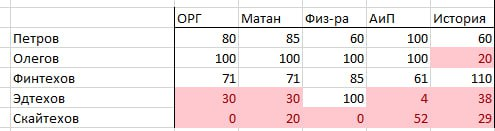 ОРГ Матан Физ-ра АиП История
Петров 80 85 60 100 60
Олегов 100 100 100 100 20
Финтехов 71 71 85 61 110
Эдтехов 30 30 100 4 38
Скайтехов 0 20 0 52 29